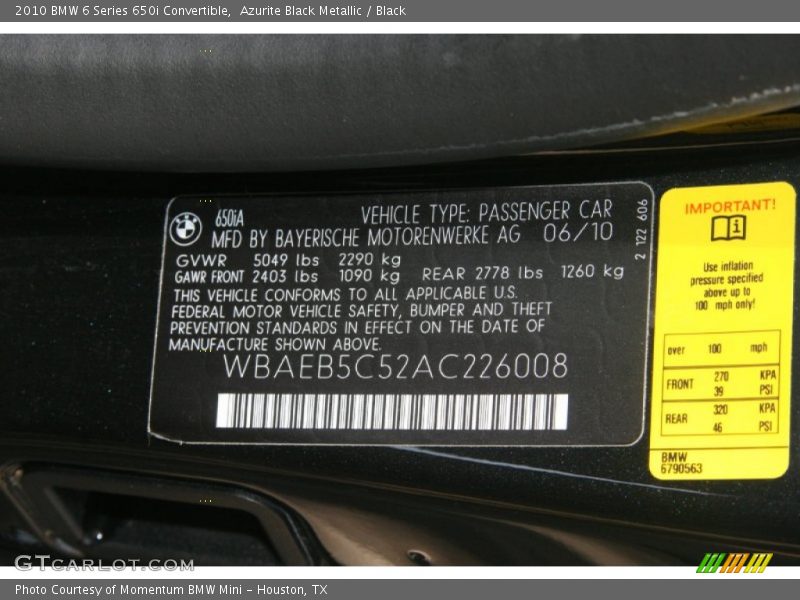 2010 BMW 6 Series 650i Convertible,  Azurite Black Metallic / Black
650iA
VEHICLE TYPE: PASSENGER CAR
MFD BY BAYERISCHE MOTORENWERKE AG 06/10
GVWR 5049 lbs 2290 kg
GAWR FRONT 2403 lbs 1090 kg REAR 2778 lbs 1260 kg
THIS VEHICLE CONFORMS TO ALL APPLICABLE U.S.
FEDERAL MOTOR VEHICLE SAFETY, BUMPER AND THEFT
PREVENTION STANDARDS IN EFFECT ON THE DATE OF
MANUFACTURE SHOWN ABOVE.
WBAEB5C52AC226008
2 122 606
IMPORTANT!
Use inflation
pressure specified
above up to
100 mph only!
over 100 mph
FRONT 270 KPA
39 PSI
REAR 320 KPA
46 PSI
BMW
6790563
GTCARLOT.COM
Photo Courtesy of Momentum BMW Mini - Houston, TX